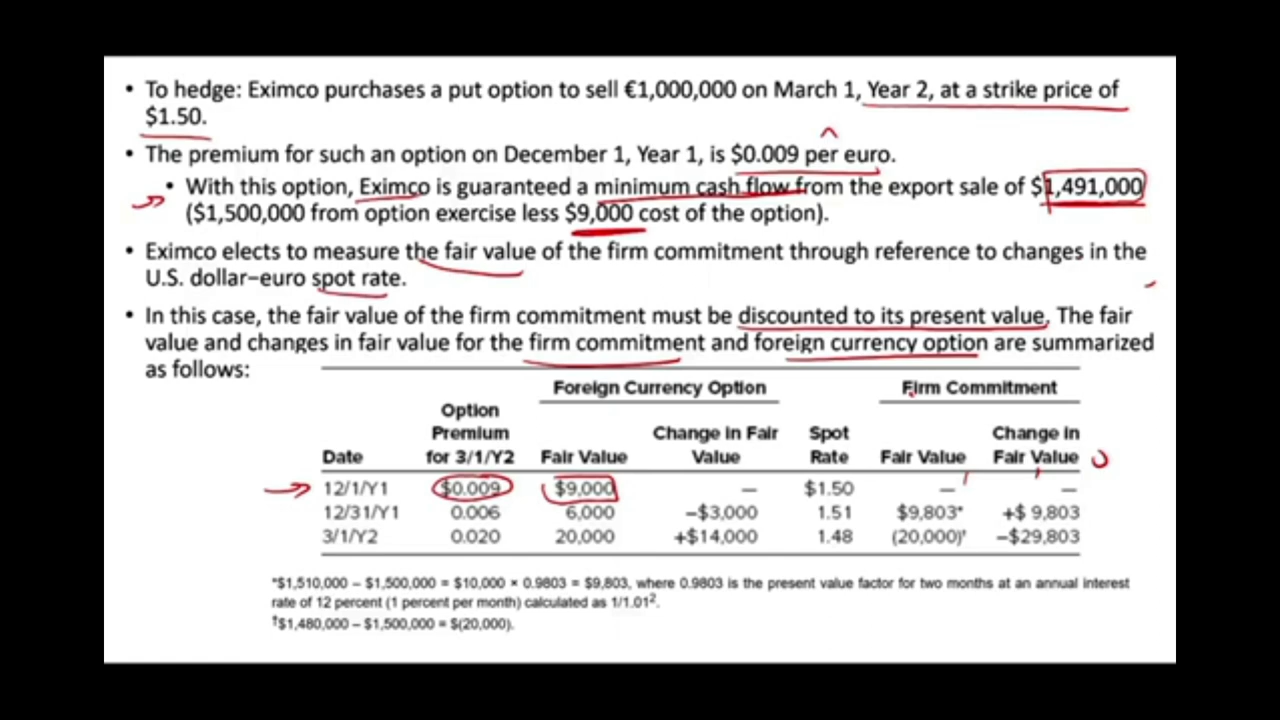 • To hedge: Eximco purchases a put option to sell €1,000,000 on March 1, Year 2, at a strike price of
$1.50.
• The premium for such an option on December 1, Year 1, is $0.009 per euro.
• With this option, Eximco is guaranteed a minimum cash flow from the export sale of $1,491,000
($1,500,000 from option exercise less $9,000 cost of the option).
• Eximco elects to measure the fair value of the firm commitment through reference to changes in the
U.S. dollar–euro spot rate.
• In this case, the fair value of the firm commitment must be discounted to its present value. The fair
value and changes in fair value for the firm commitment and foreign currency option are summarized
as follows:
Foreign Currency Option Firm Commitment
Option
Premium Change in Fair Spot Change in
Date for 3/1/Y2 Fair Value Value Rate Fair Value Fair Value
12/1/Y1 $0.009 $9,000 — $1.50 — —
12/31/Y1 0.006 6,000 –$3,000 1.51 $9,803* +$ 9,803
3/1/Y2 0.020 20,000 +$14,000 1.48 (20,000)† –$29,803
*$1,510,000 – $1,500,000 = $10,000 × 0.9803 = $9,803, where 0.9803 is the present value factor for two months at an annual interest
rate of 12 percent (1 percent per month) calculated as 1/1.01².
†$1,480,000 – $1,500,000 = $(20,000).